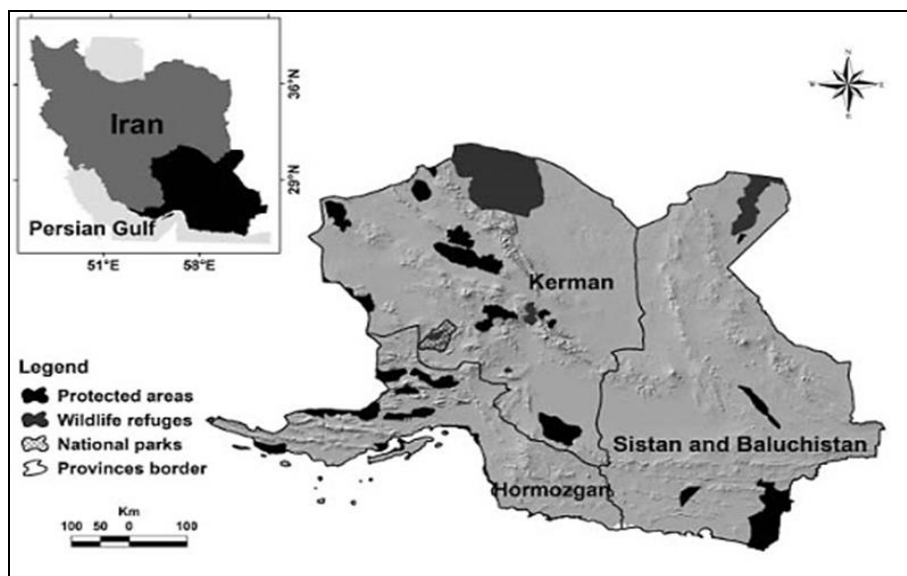 Iran
Persian Gulf
36°N
29°N
51°E
58°E
N
E
S
Kerman
Sistan and Baluchistan
Hormozgan
Legend
Protected areas
Wildlife refuges
National parks
Provinces border
Km
100 50 0 100